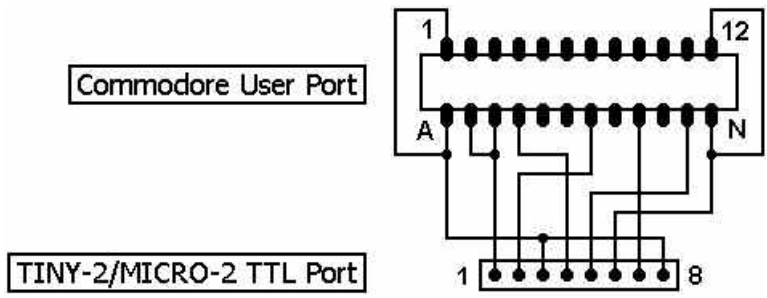 1 12
Commodore User Port
A N
TINY-2/MICRO-2 TTL Port
1 8